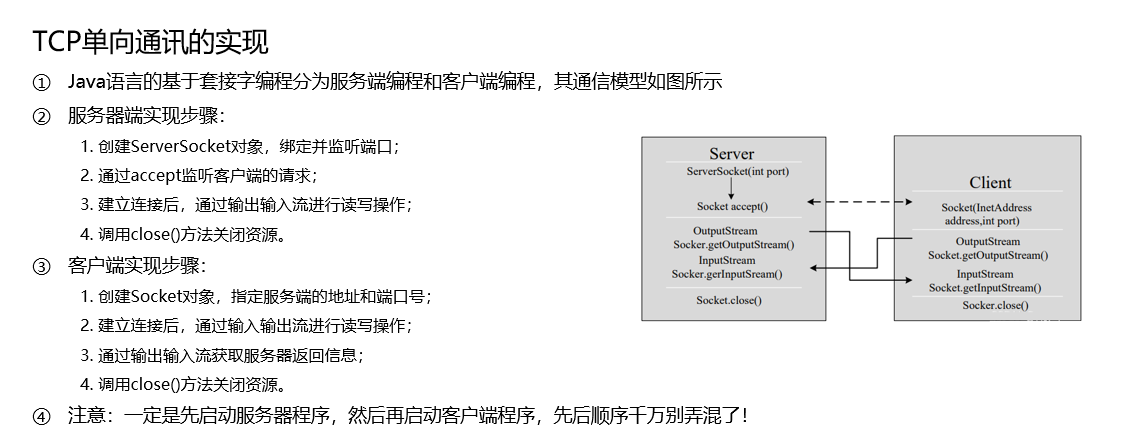 TCP单向通讯的实现
① Java语言的基于套接字编程分为服务端编程和客户端编程，其通信模型如图所示
② 服务器端实现步骤：
1. 创建ServerSocket对象，绑定并监听端口；
2. 通过accept监听客户端的请求；
3. 建立连接后，通过输出输入流进行读写操作；
4. 调用close()方法关闭资源。
③ 客户端实现步骤：
1. 创建Socket对象，指定服务端的地址和端口号；
2. 建立连接后，通过输入输出流进行读写操作；
3. 通过输出输入流获取服务器返回信息；
4. 调用close()方法关闭资源。
④ 注意：一定是先启动服务器程序，然后再启动客户端程序，先后顺序千万别弄混了！
Server
ServerSocket(int port)
Socket accept()
OutputStream
Socker.getOutputStream()
InputStream
Socker.gerInputSream()
Socket.close()
Client
Socket(InetAddress
address,int port)
OutputStream
Socket.getOutputStream()
InputStream
Socket.getInputStream()
Socker.close()